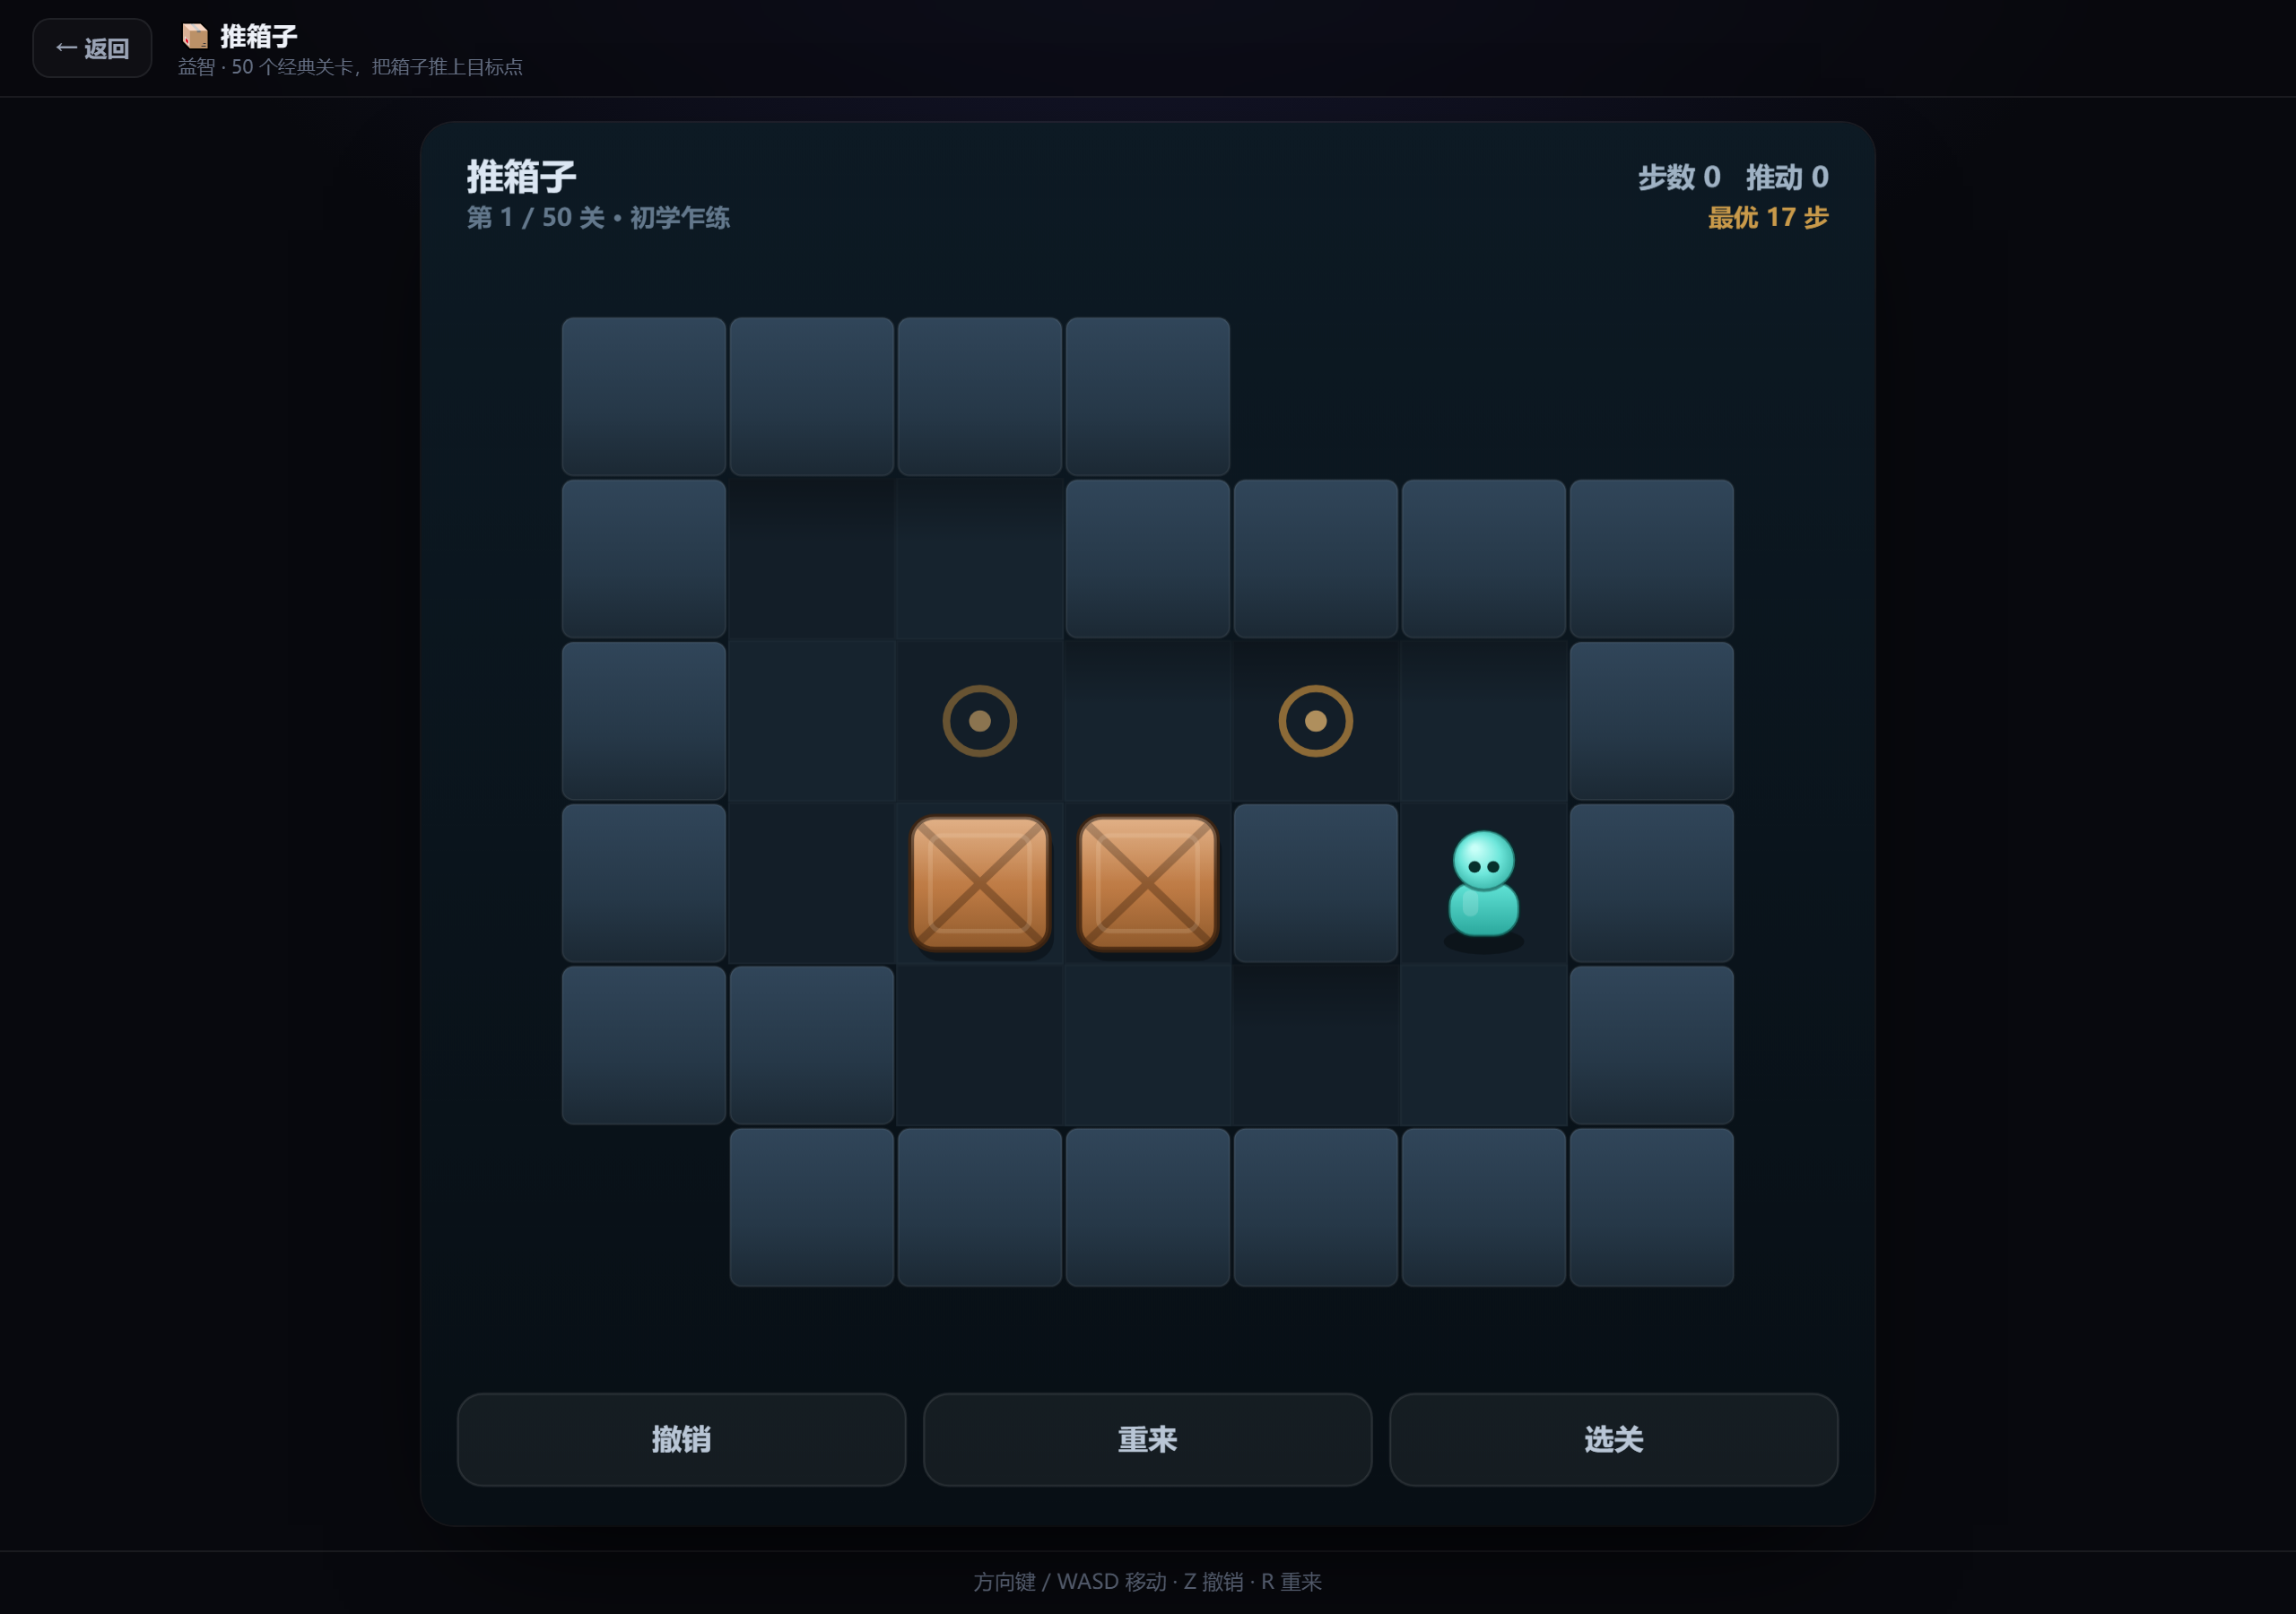 ← 返回
推箱子
益智 · 50 个经典关卡，把箱子推上目标点
推箱子
步数 0 推动 0
第 1 / 50 关 • 初学乍练
最优 17 步
撤销
重来
选关
方向键 / WASD 移动 · Z 撤销 · R 重来